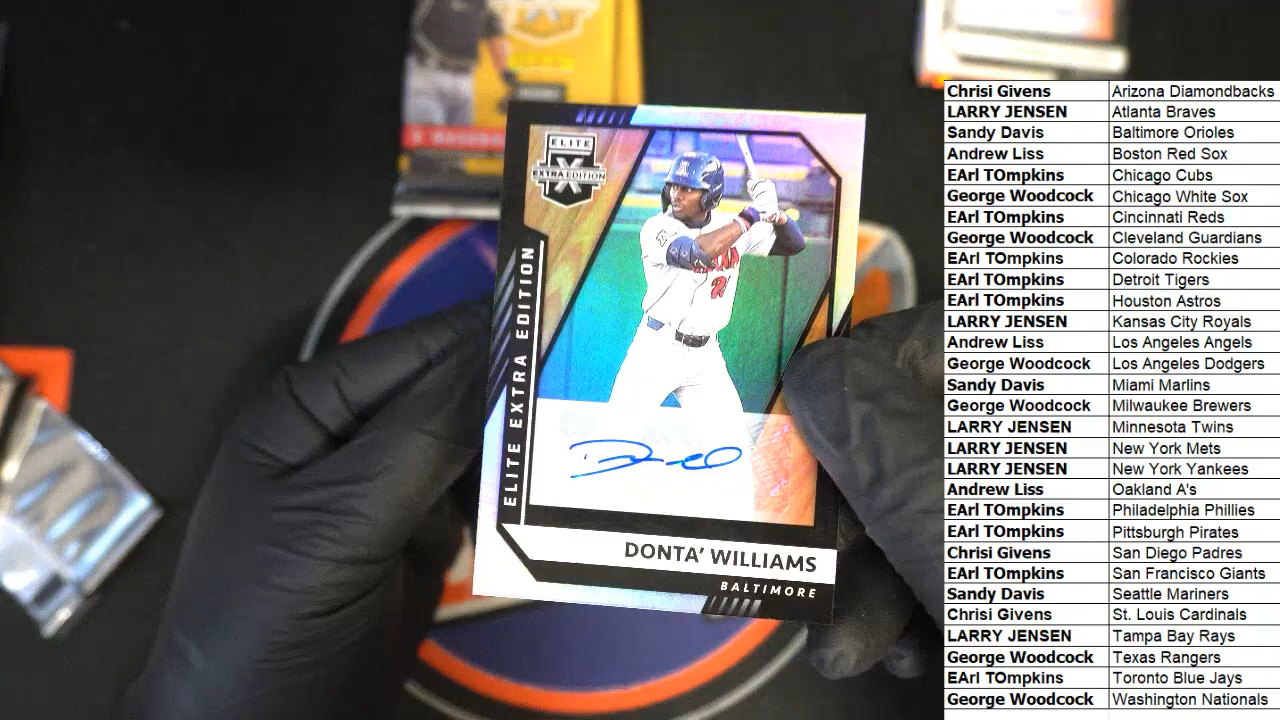 ELITE
X
EXTRA EDITION
ELITE EXTRA EDITION
DONTA' WILLIAMS
BALTIMORE
Chrisi Givens Arizona Diamondbacks
LARRY JENSEN Atlanta Braves
Sandy Davis Baltimore Orioles
Andrew Liss Boston Red Sox
EArl TOmpkins Chicago Cubs
George Woodcock Chicago White Sox
EArl TOmpkins Cincinnati Reds
George Woodcock Cleveland Guardians
EArl TOmpkins Colorado Rockies
EArl TOmpkins Detroit Tigers
EArl TOmpkins Houston Astros
LARRY JENSEN Kansas City Royals
Andrew Liss Los Angeles Angels
George Woodcock Los Angeles Dodgers
Sandy Davis Miami Marlins
George Woodcock Milwaukee Brewers
LARRY JENSEN Minnesota Twins
LARRY JENSEN New York Mets
LARRY JENSEN New York Yankees
Andrew Liss Oakland A's
EArl TOmpkins Philadelphia Phillies
EArl TOmpkins Pittsburgh Pirates
Chrisi Givens San Diego Padres
EArl TOmpkins San Francisco Giants
Sandy Davis Seattle Mariners
Chrisi Givens St. Louis Cardinals
LARRY JENSEN Tampa Bay Rays
George Woodcock Texas Rangers
EArl TOmpkins Toronto Blue Jays
George Woodcock Washington Nationals